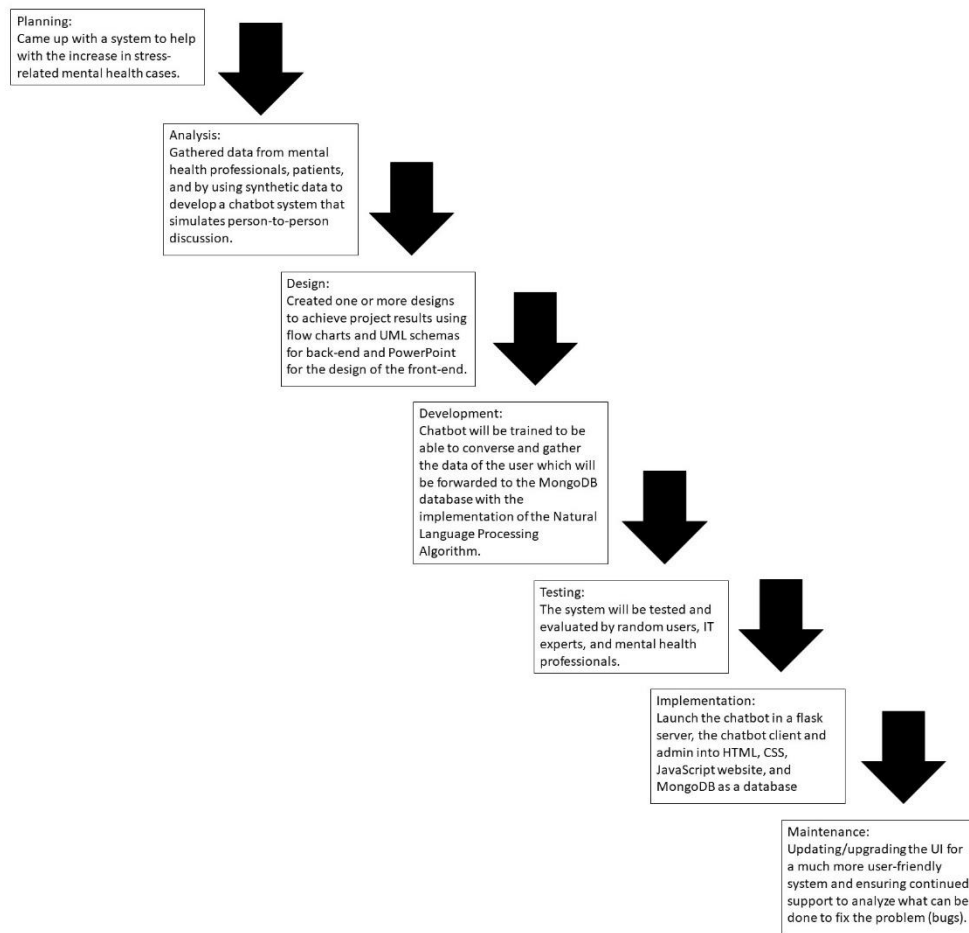 Planning:
Came up with a system to help
with the increase in stress-
related mental health cases.
Analysis:
Gathered data from mental
health professionals, patients,
and by using synthetic data to
develop a chatbot system that
simulates person-to-person
discussion.
Design:
Created one or more designs
to achieve project results using
flow charts and UML schemas
for back-end and PowerPoint
for the design of the front-end.
Development:
Chatbot will be trained to be
able to converse and gather
the data of the user which will
be forwarded to the MongoDB
database with the
implementation of the Natural
Language Processing
Algorithm.
Testing:
The system will be tested and
evaluated by random users, IT
experts, and mental health
professionals.
Implementation:
Launch the chatbot in a flask
server, the chatbot client and
admin into HTML, CSS,
JavaScript website, and
MongoDB as a database
Maintenance:
Updating/upgrading the UI for
a much more user-friendly
system and ensuring continued
support to analyze what can be
done to fix the problem (bugs).